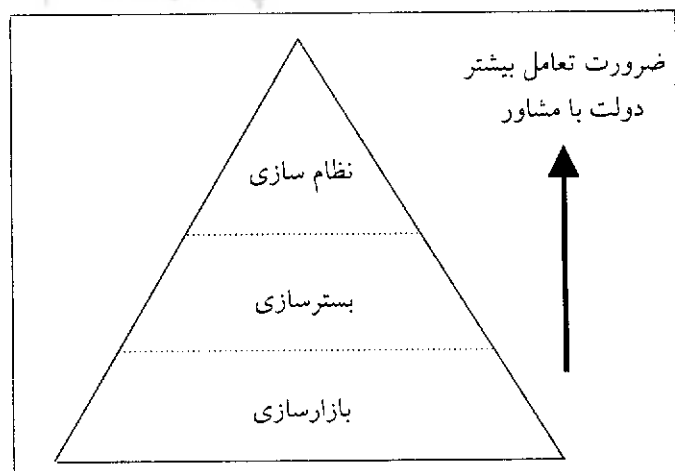 ضرورت تعامل بیشتر
دولت با مشاور
نظام سازی
بسترسازی
بازارسازی